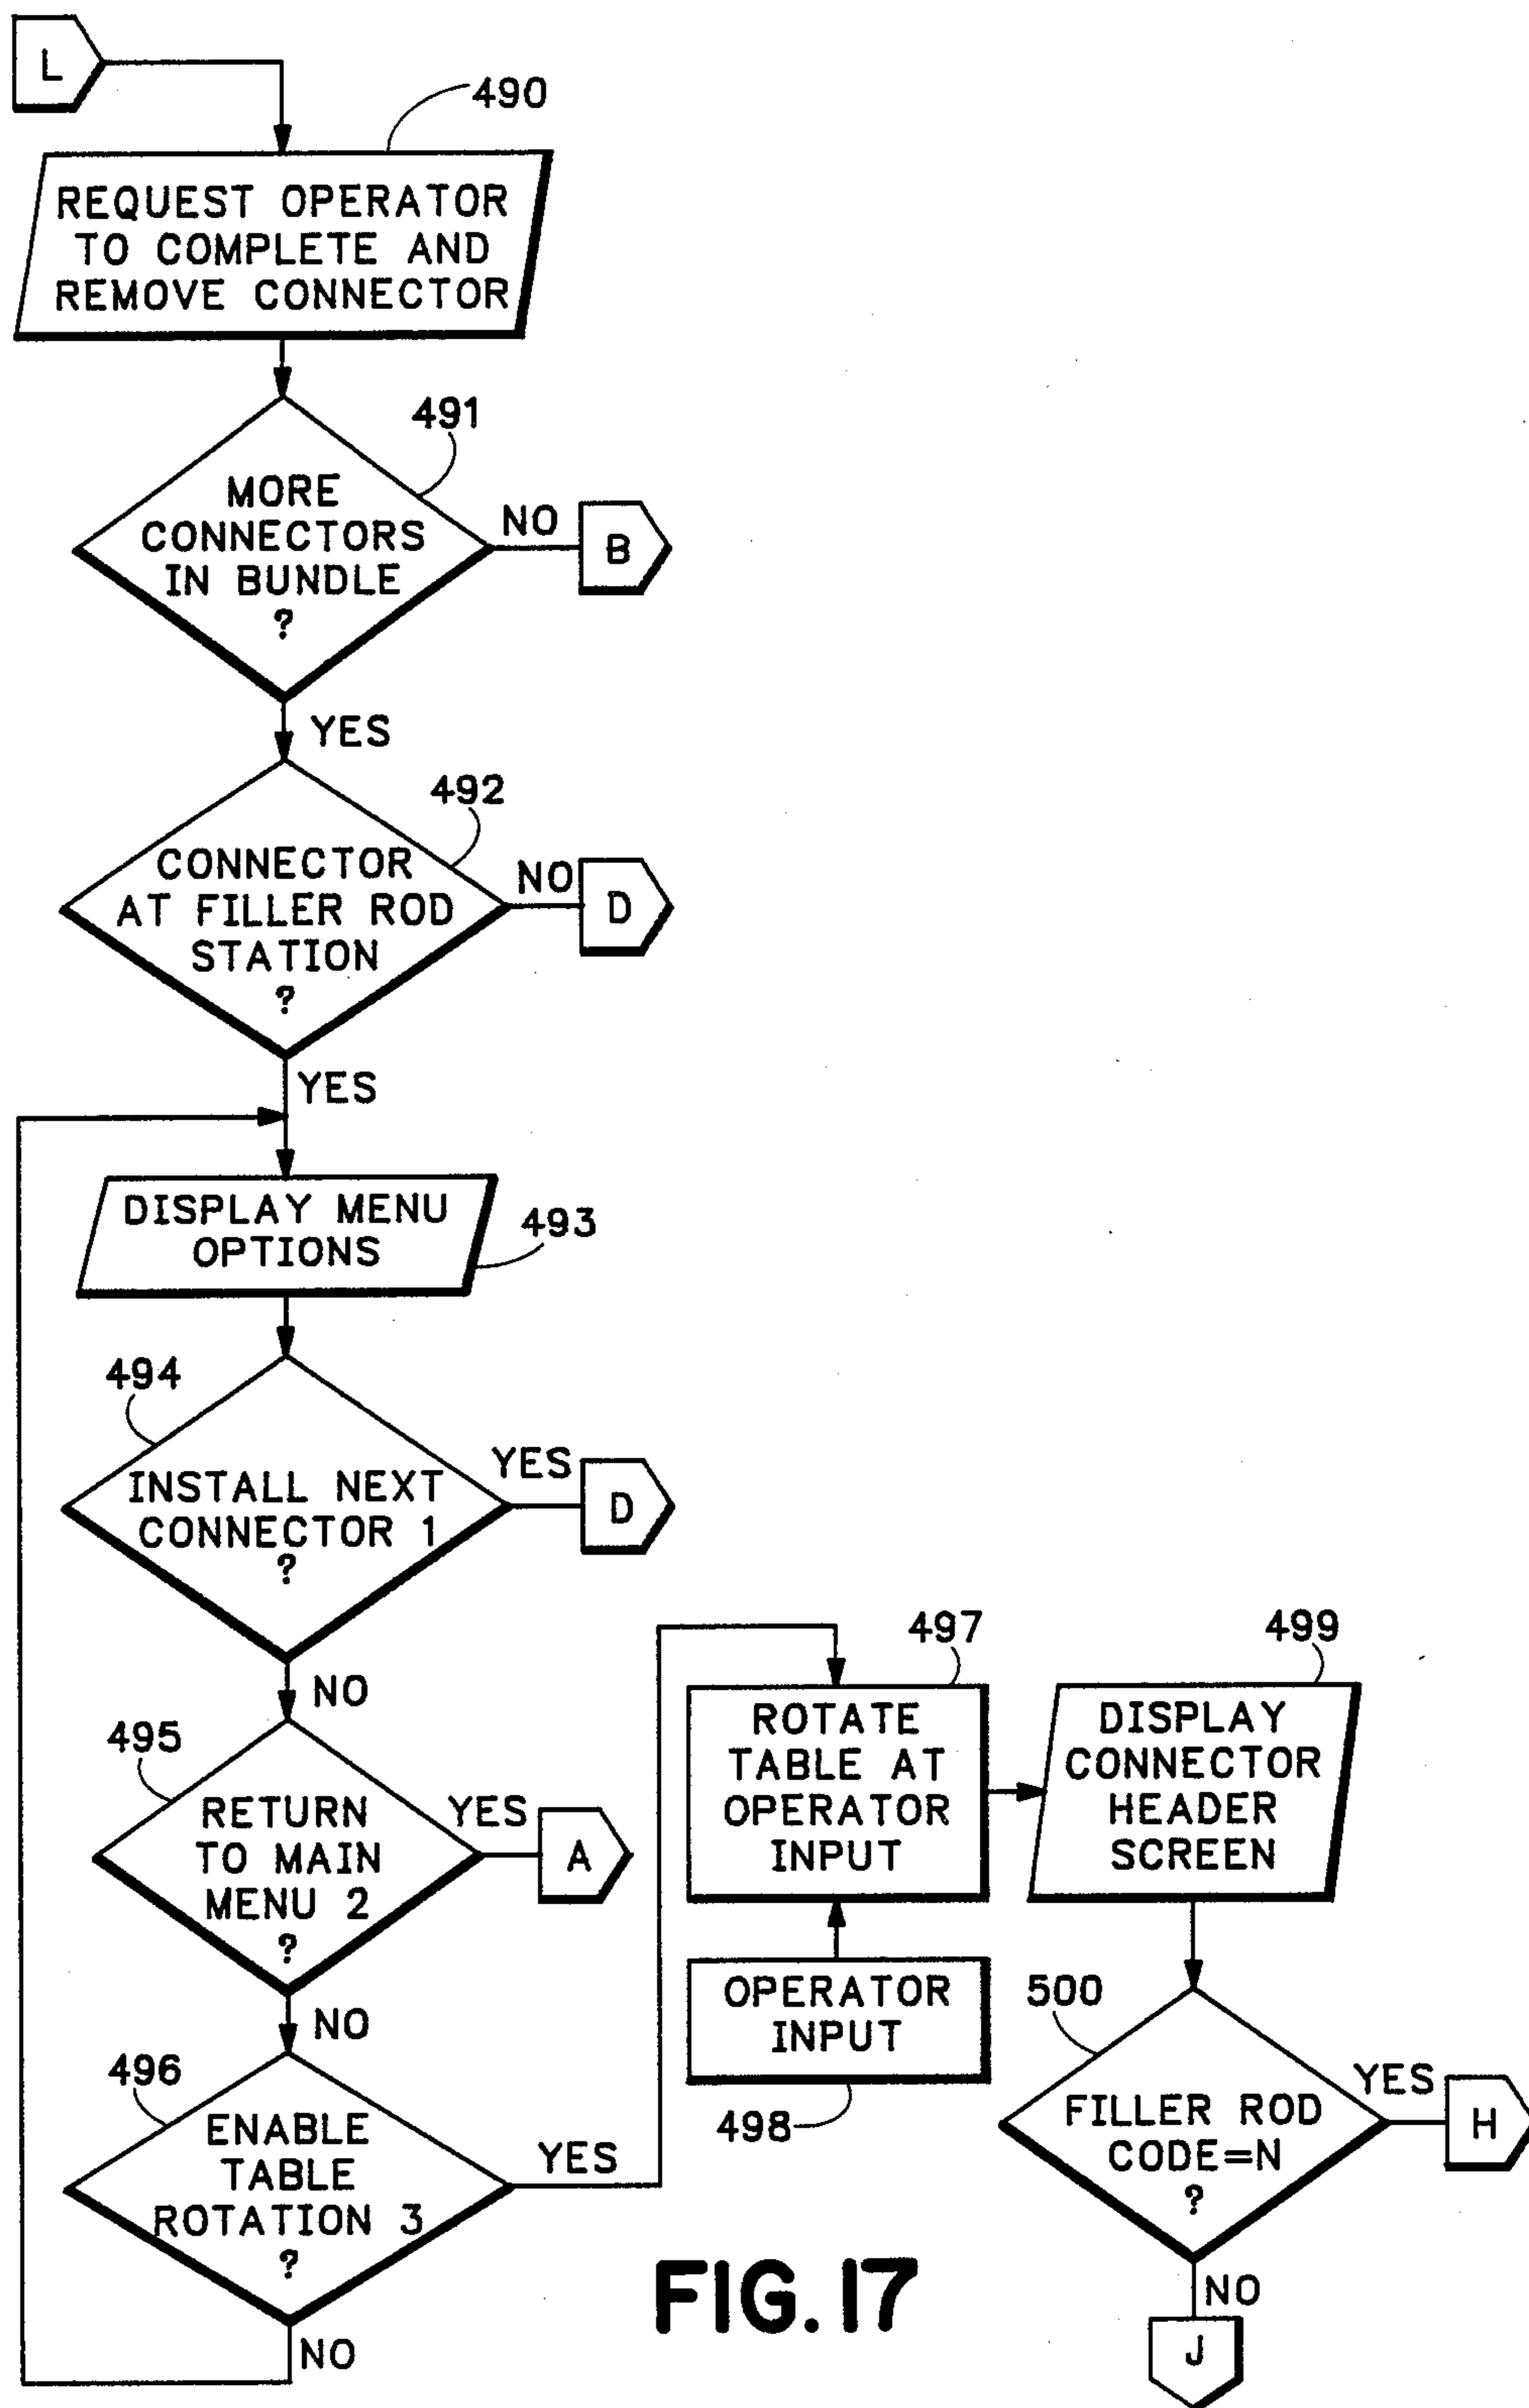 L
490
REQUEST OPERATOR
TO COMPLETE AND
REMOVE CONNECTOR
491
MORE
CONNECTORS
IN BUNDLE
?
NO
B
YES
492
CONNECTOR
AT FILLER ROD
STATION
?
NO
D
YES
DISPLAY MENU
OPTIONS
493
494
INSTALL NEXT
CONNECTOR 1
?
YES
D
NO
495
RETURN
TO MAIN
MENU 2
?
YES
A
NO
496
ENABLE
TABLE
ROTATION 3
?
YES
NO
497
ROTATE
TABLE AT
OPERATOR
INPUT
OPERATOR
INPUT
498
499
DISPLAY
CONNECTOR
HEADER
SCREEN
500
FILLER ROD
CODE=N
?
YES
H
NO
J
FIG. 17